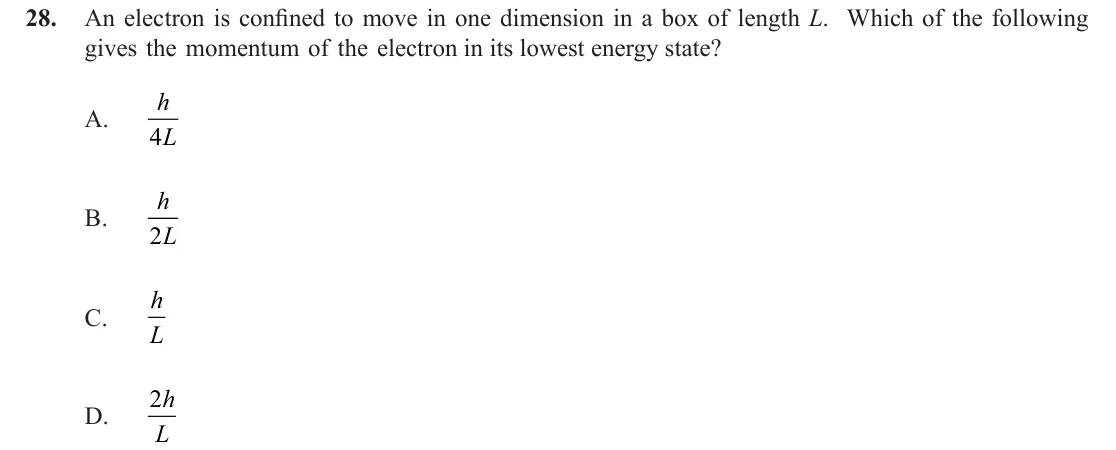 28. An electron is confined to move in one dimension in a box of length L. Which of the following
gives the momentum of the electron in its lowest energy state?
A. h/4L
B. h/2L
C. h/L
D. 2h/L